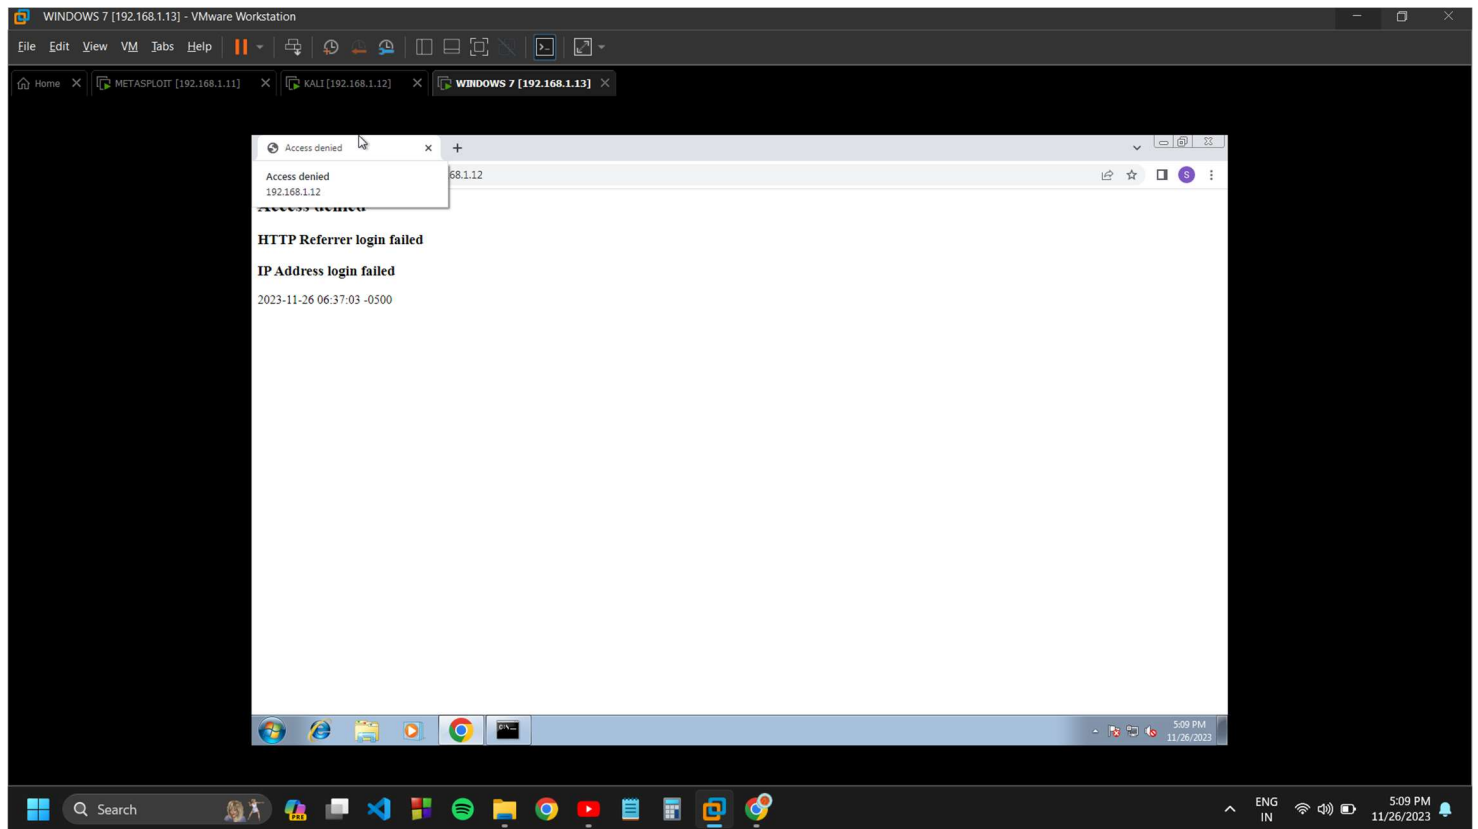 WINDOWS 7 [192.168.1.13] - VMware Workstation
File Edit View VM Tabs Help
Home METASPLOIT [192.168.1.11] KALI [192.168.1.12] WINDOWS 7 [192.168.1.13]
Access denied
Access denied
192.168.1.12
68.1.12
S
Access denied
HTTP Referrer login failed
IP Address login failed
2023-11-26 06:37:03 -0500
5:09 PM
11/26/2023
Search
PRE
ENG
IN
5:09 PM
11/26/2023